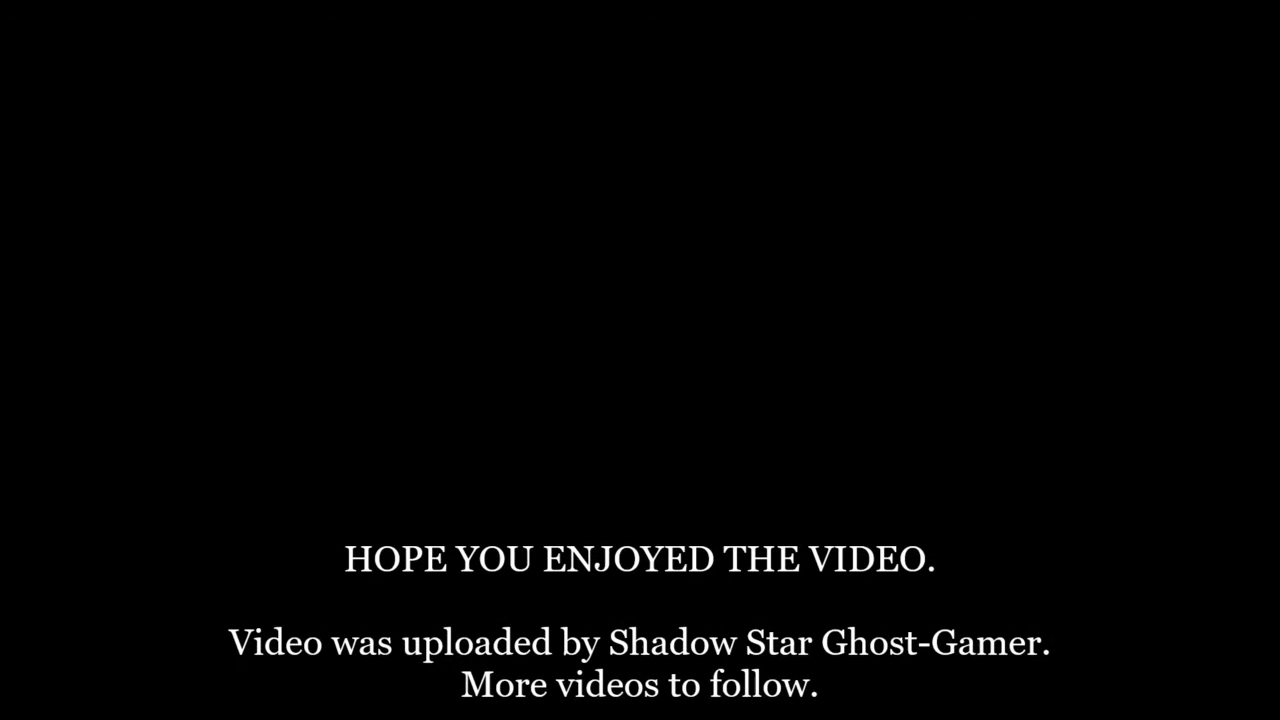 HOPE YOU ENJOYED THE VIDEO.
Video was uploaded by Shadow Star Ghost-Gamer.
More videos to follow.